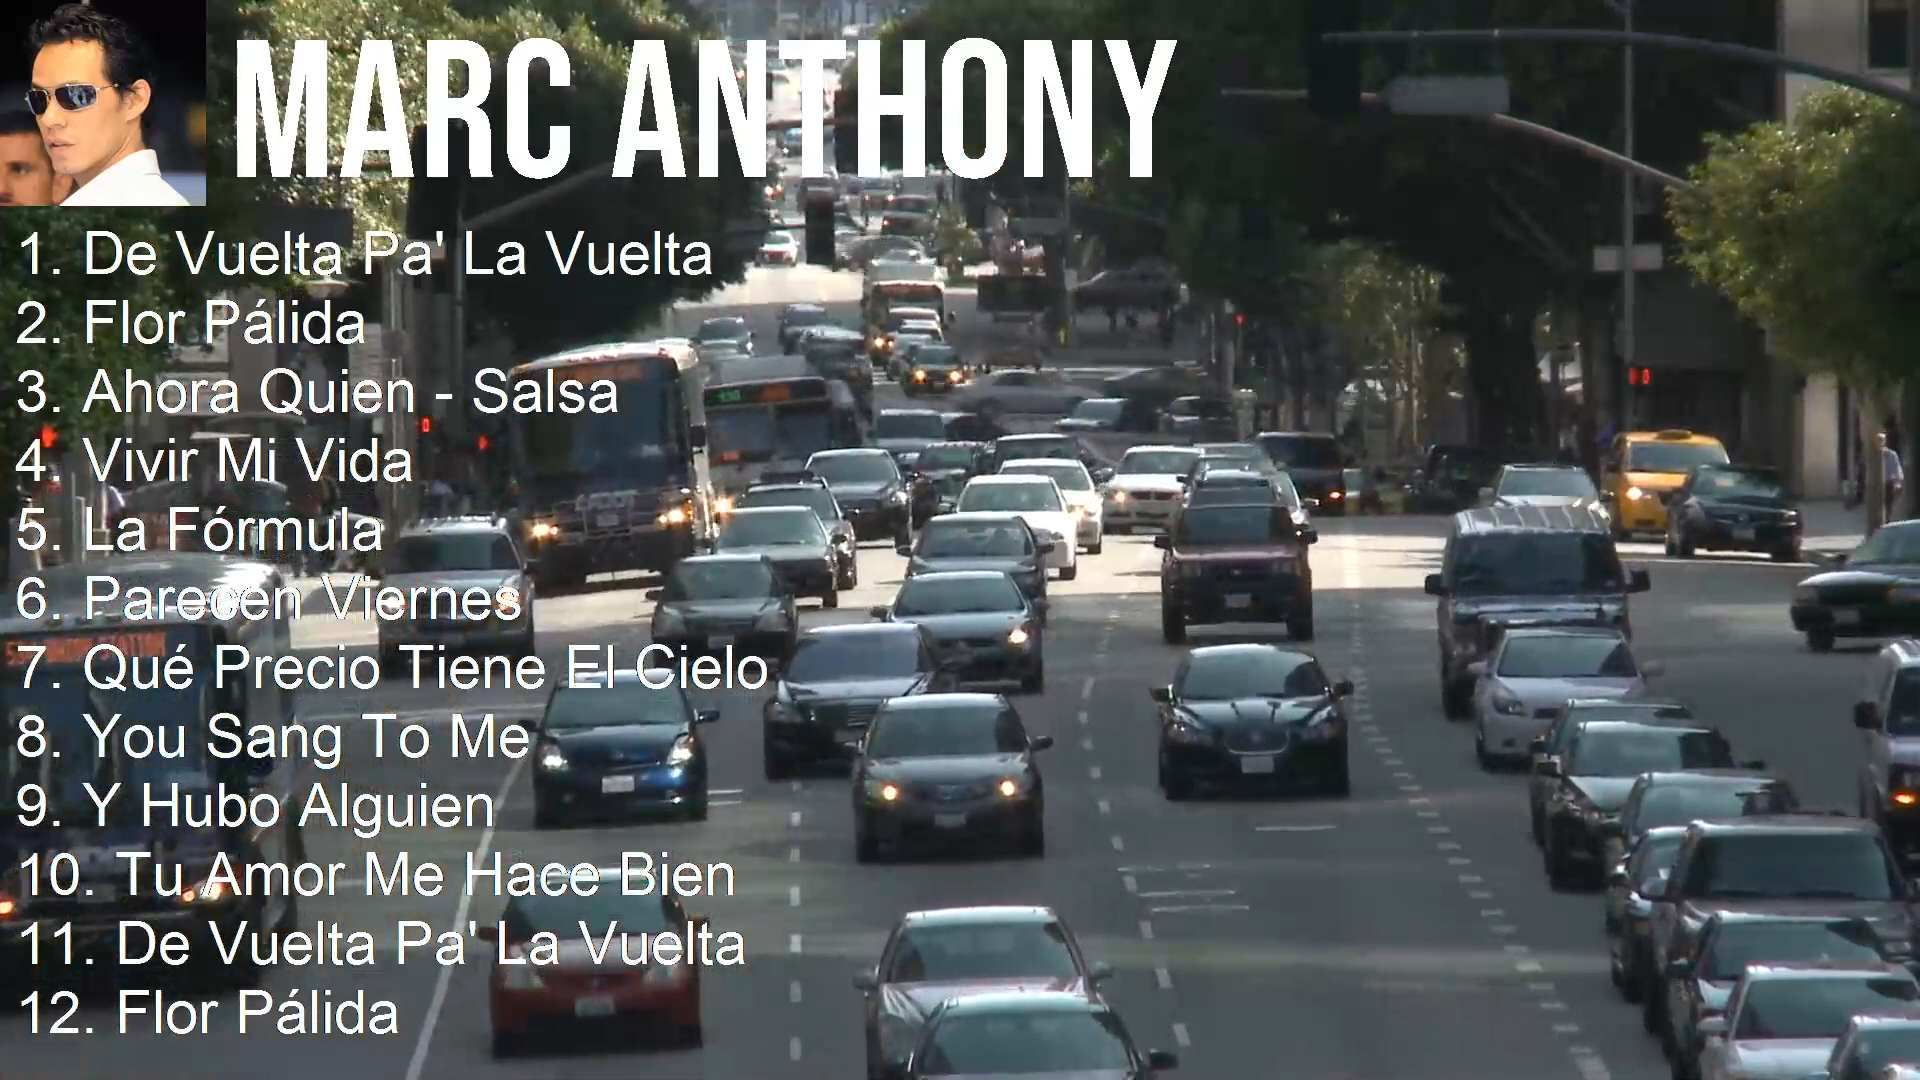 MARC ANTHONY
1. De Vuelta Pa' La Vuelta
2. Flor Pálida
3. Ahora Quien - Salsa
4. Vivir Mi Vida
5. La Fórmula
6. Parecen Viernes
7. Qué Precio Tiene El Cielo
8. You Sang To Me
9. Y Hubo Alguien
10. Tu Amor Me Hace Bien
11. De Vuelta Pa' La Vuelta
12. Flor Pálida